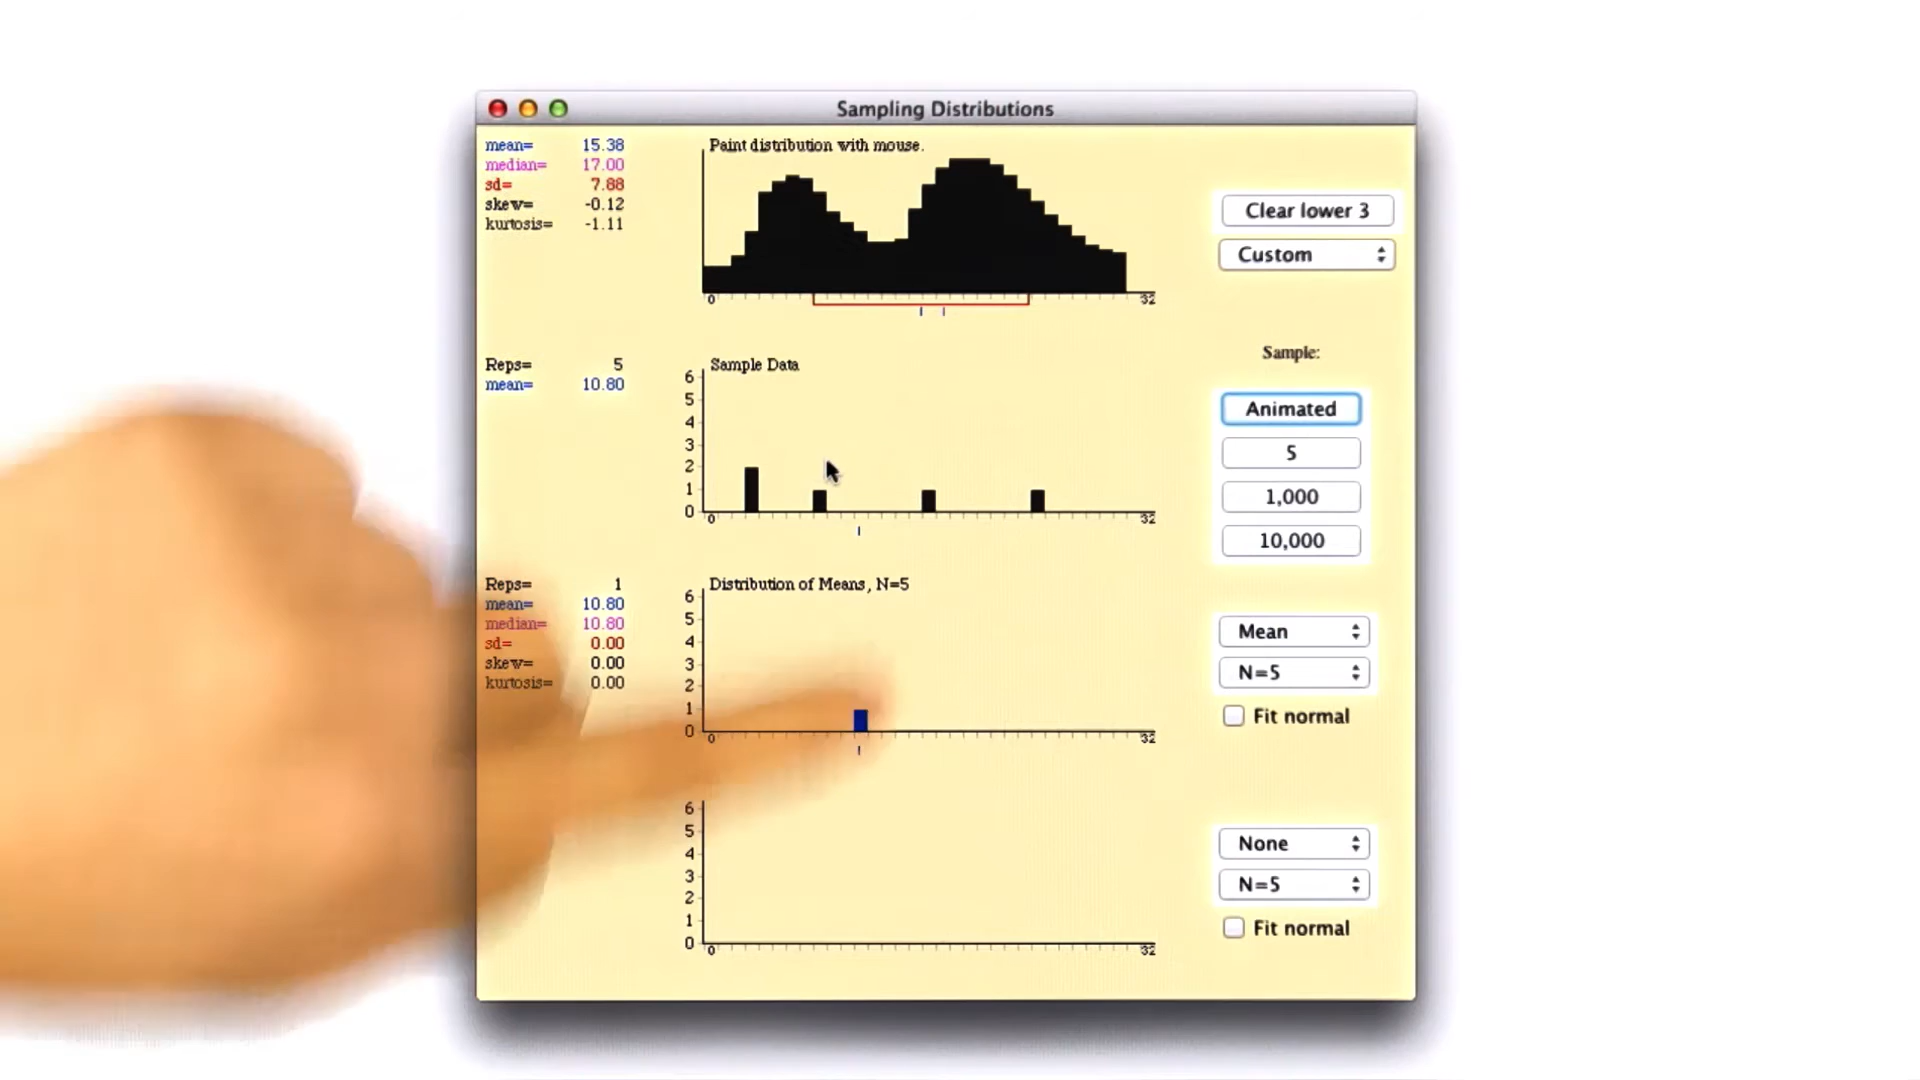 Sampling Distributions
mean= 15.38
median= 17.00
sd= 7.88
skew= -0.12
kurtosis= -1.11
Paint distribution with mouse.
0 32
Clear lower 3
Custom
Reps= 5
mean= 10.80
Sample Data
6
5
4
3
2
1
0
0 32
Sample:
Animated
5
1,000
10,000
Reps= 1
mean= 10.80
median= 10.80
sd= 0.00
skew= 0.00
kurtosis= 0.00
Distribution of Means, N=5
6
5
4
3
2
1
0
0 32
Mean
N=5
Fit normal
6
5
4
3
2
1
0
0 32
None
N=5
Fit normal